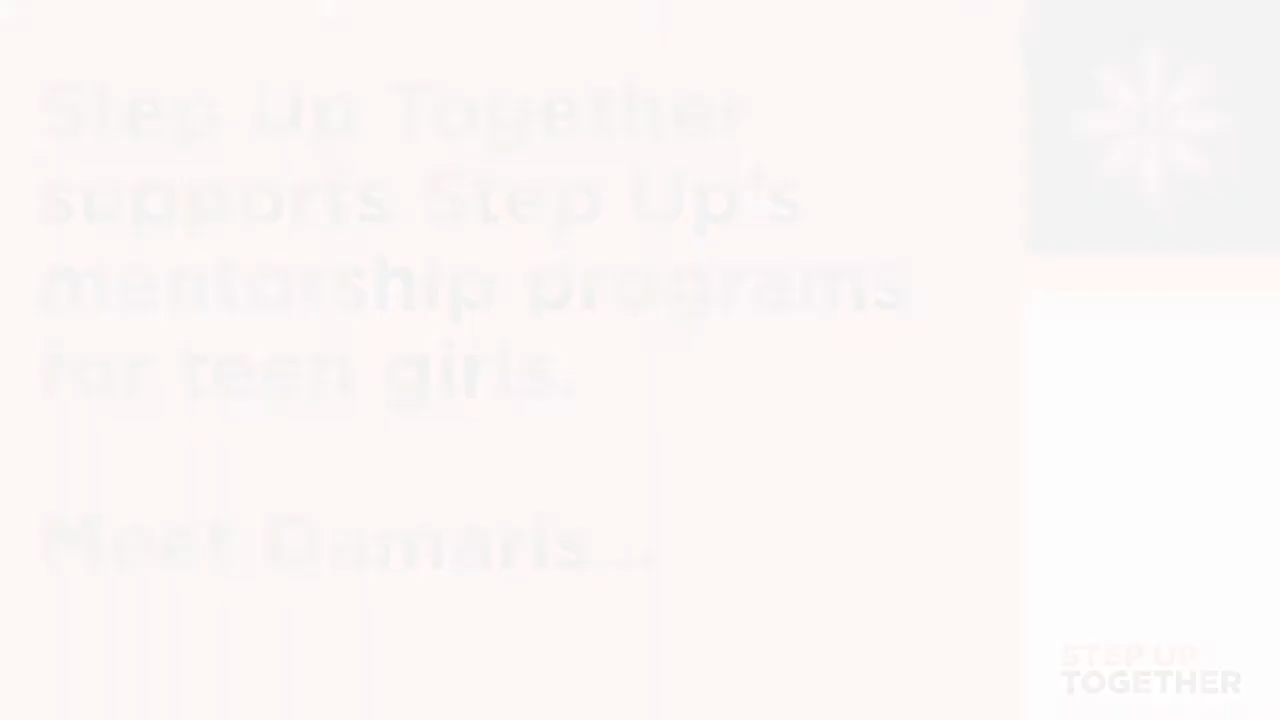 Step Up Together
supports Step Up's
mentorship programs
for teen girls.
Meet Damaris...
STEP UP
TOGETHER